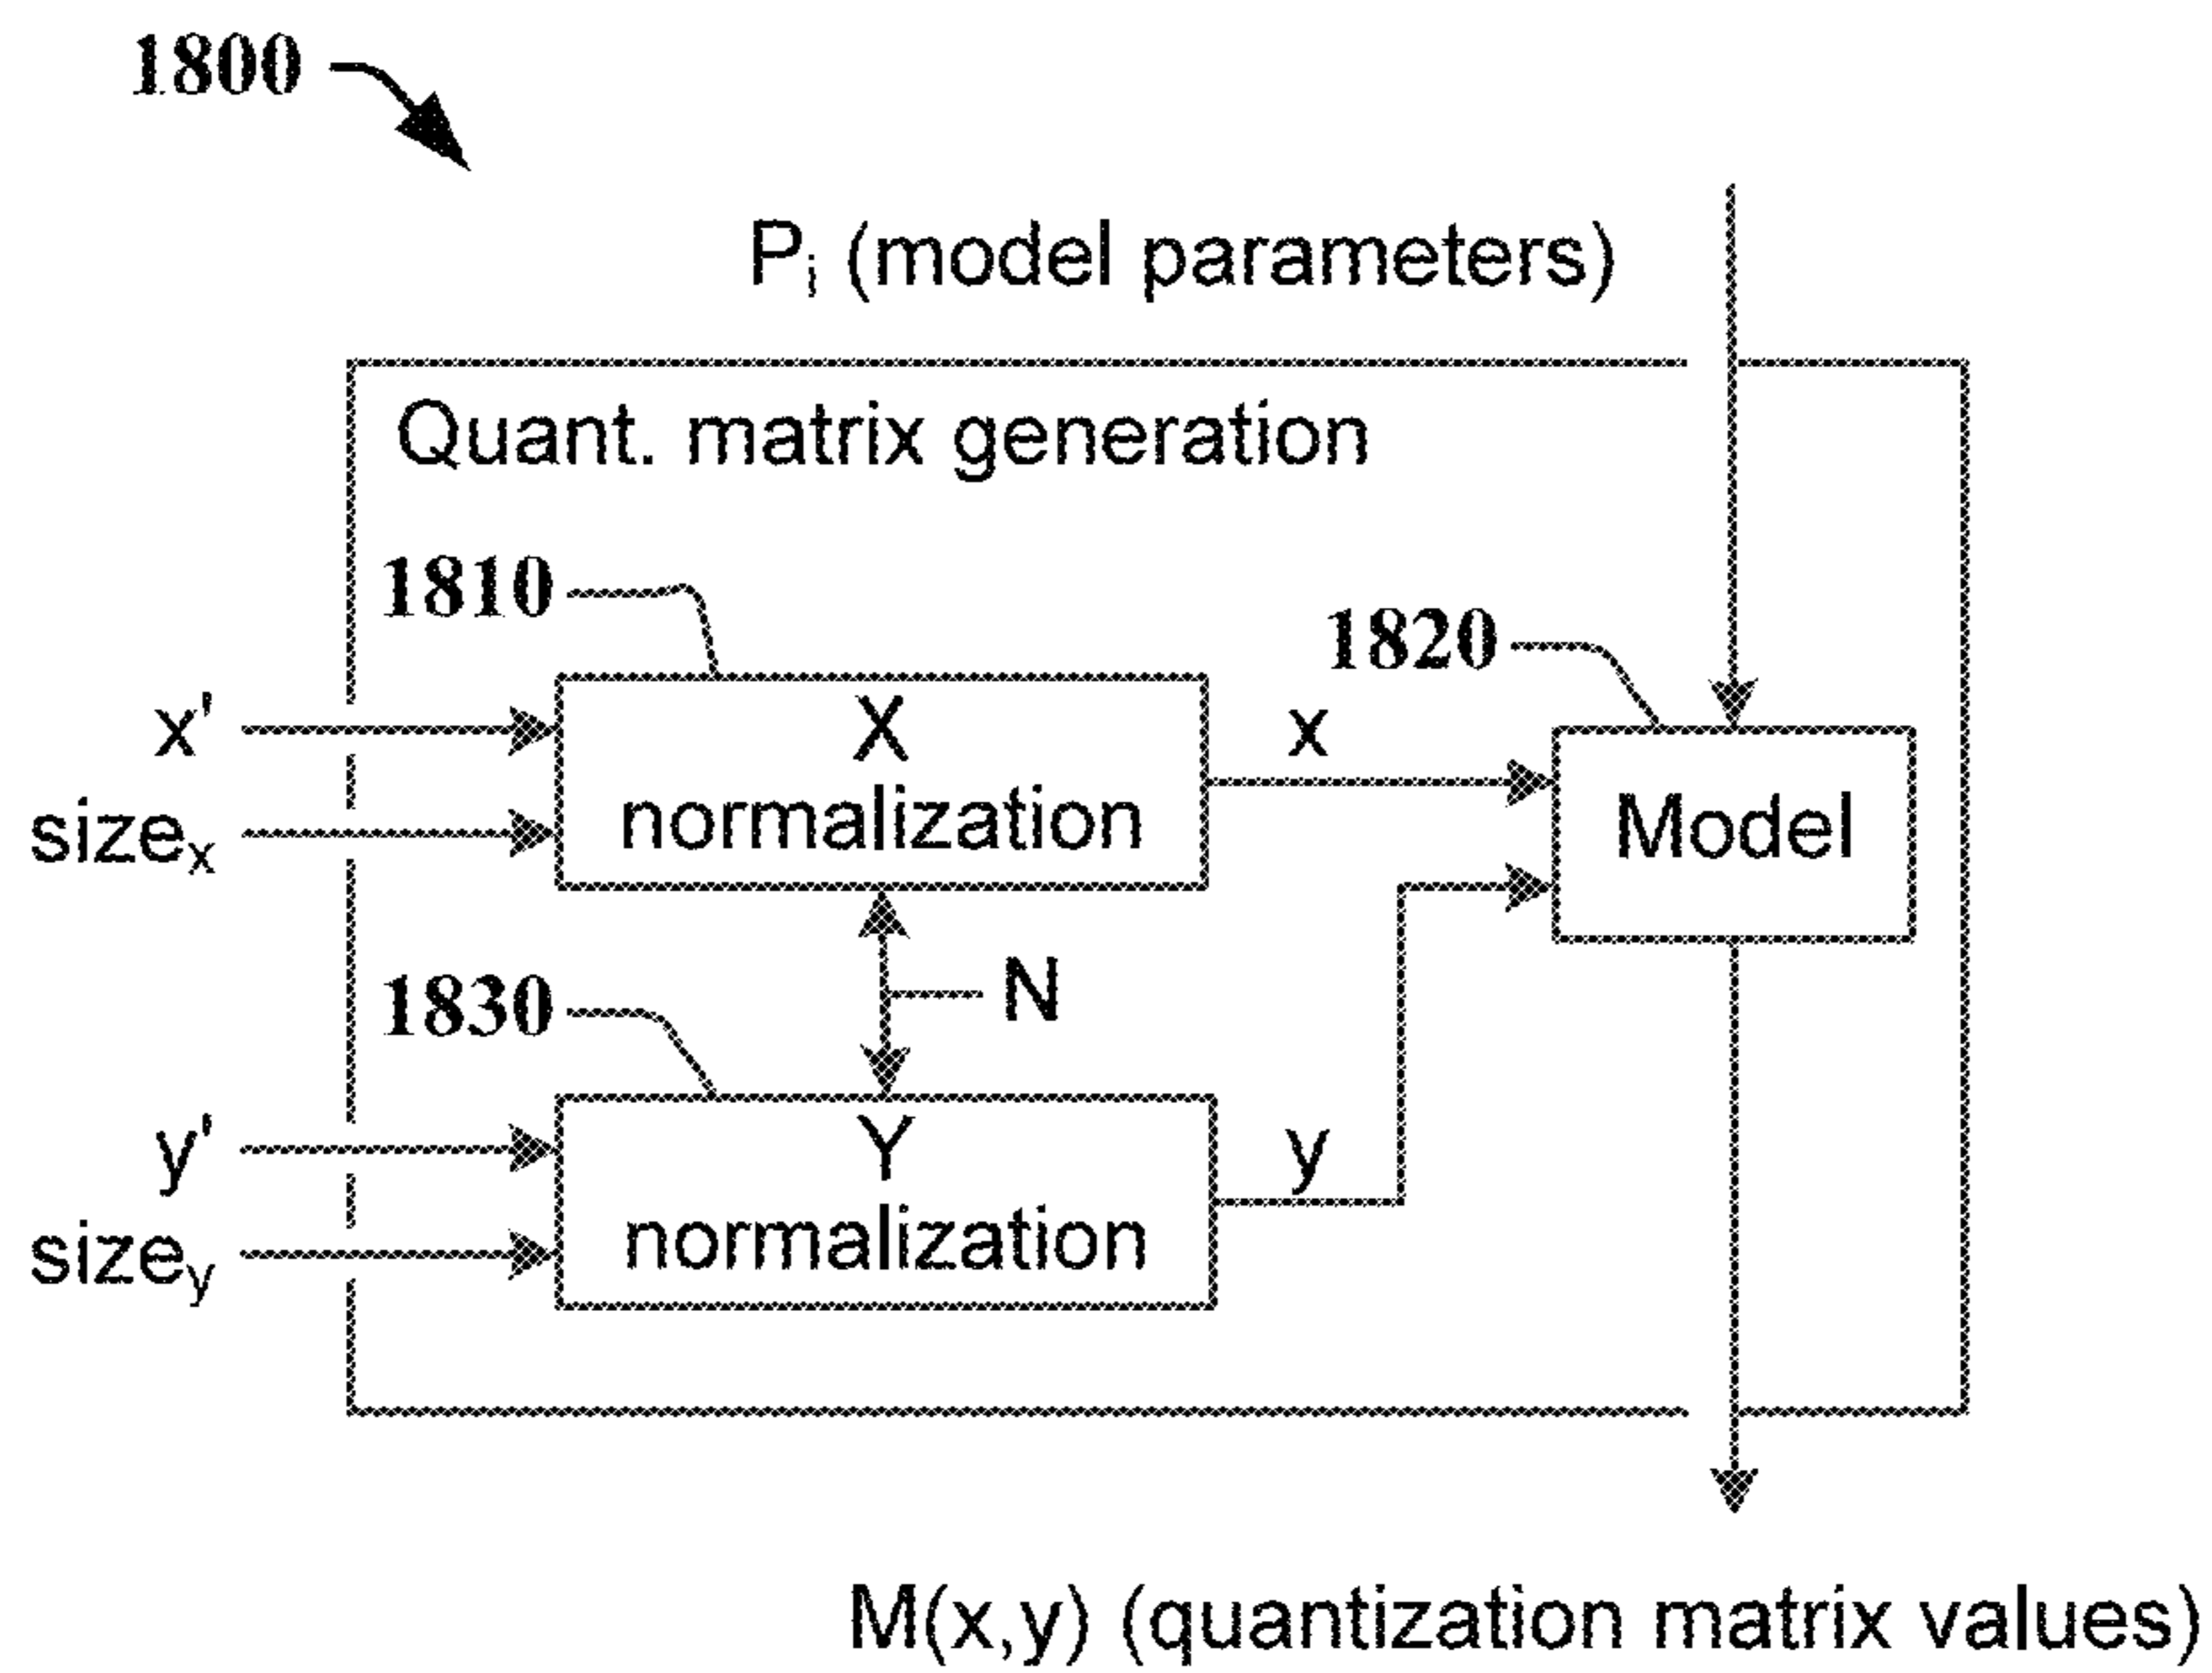 1800
Pi (model parameters)
Quant. matrix generation
1810
1820
x'
sizex
X
normalization
x
Model
N
1830
y'
sizey
Y
normalization
y
M(x,y) (quantization matrix values)